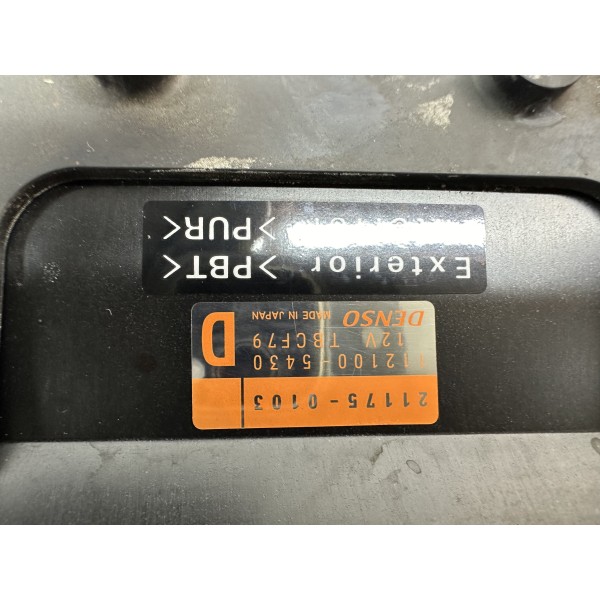 21175-0103
112100-5430
12V TBCF79
D
DENSO MADE IN JAPAN
Exterior >PBT<
>PUR<